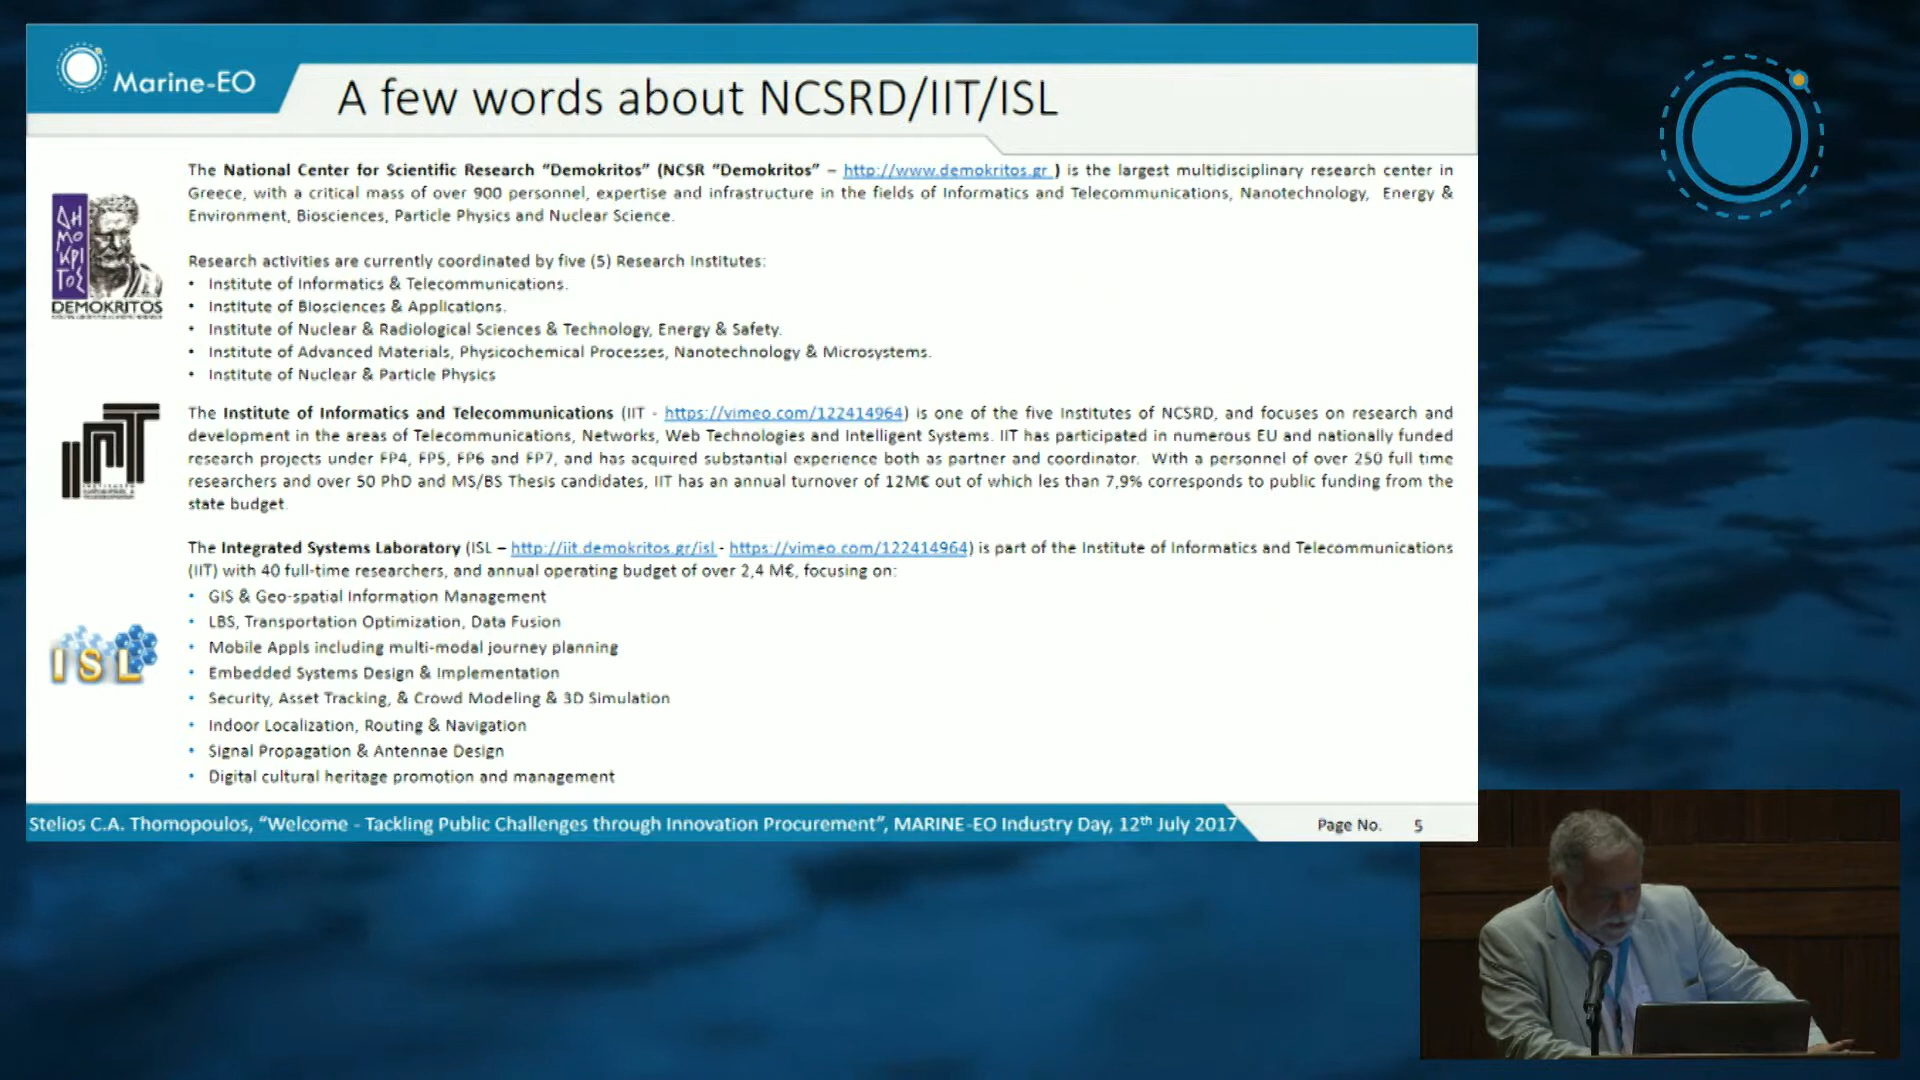 Marine-EO
A few words about NCSRD/IIT/ISL
The National Center for Scientific Research “Demokritos” (NCSR “Demokritos” – http://www.demokritos.gr ) is the largest multidisciplinary research center in
Greece, with a critical mass of over 900 personnel, expertise and infrastructure in the fields of Informatics and Telecommunications, Nanotechnology, Energy &
Environment, Biosciences, Particle Physics and Nuclear Science.
ΔΗ
ΜΟ
ΚΡΙ
ΤΟΣ
DEMOKRITOS
Research activities are currently coordinated by five (5) Research Institutes:
• Institute of Informatics & Telecommunications.
• Institute of Biosciences & Applications.
• Institute of Nuclear & Radiological Sciences & Technology, Energy & Safety.
• Institute of Advanced Materials, Physicochemical Processes, Nanotechnology & Microsystems.
• Institute of Nuclear & Particle Physics
The Institute of Informatics and Telecommunications (IIT - https://vimeo.com/122414964) is one of the five Institutes of NCSRD, and focuses on research and
development in the areas of Telecommunications, Networks, Web Technologies and Intelligent Systems. IIT has participated in numerous EU and nationally funded
research projects under FP4, FP5, FP6 and FP7, and has acquired substantial experience both as partner and coordinator. With a personnel of over 250 full time
researchers and over 50 PhD and MS/BS Thesis candidates, IIT has an annual turnover of 12M€ out of which les than 7,9% corresponds to public funding from the
state budget.
The Integrated Systems Laboratory (ISL – http://iit.demokritos.gr/isl - https://vimeo.com/122414964) is part of the Institute of Informatics and Telecommunications
(IIT) with 40 full-time researchers, and annual operating budget of over 2,4 M€, focusing on:
• GIS & Geo-spatial Information Management
• LBS, Transportation Optimization, Data Fusion
• Mobile Appls including multi-modal journey planning
• Embedded Systems Design & Implementation
• Security, Asset Tracking, & Crowd Modeling & 3D Simulation
• Indoor Localization, Routing & Navigation
• Signal Propagation & Antennae Design
• Digital cultural heritage promotion and management
ISL
Stelios C.A. Thomopoulos, “Welcome - Tackling Public Challenges through Innovation Procurement”, MARINE-EO Industry Day, 12th July 2017
Page No. 5